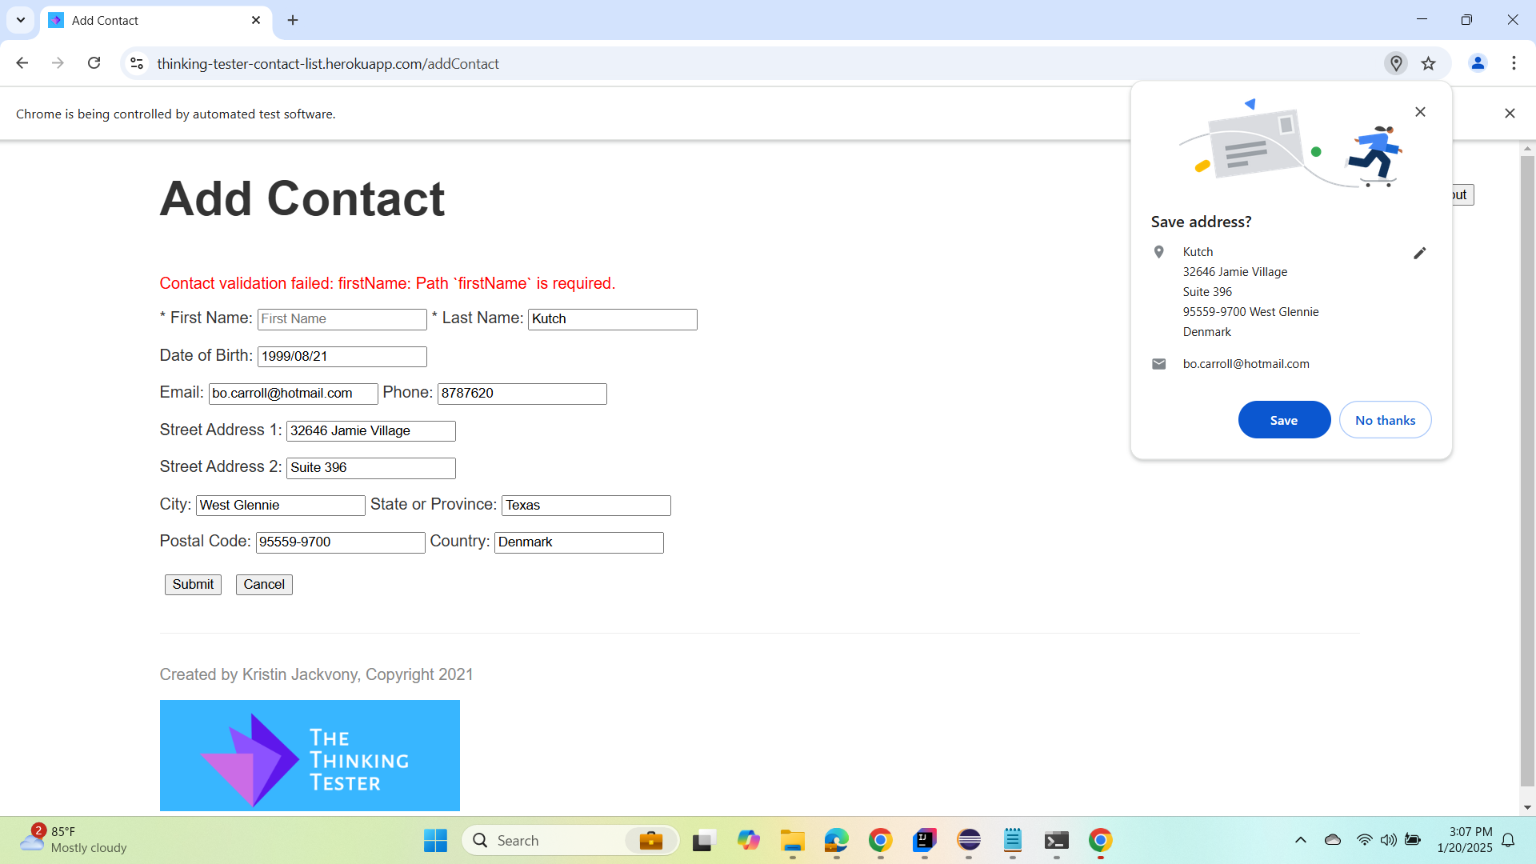 Add Contact
thinking-tester-contact-list.herokuapp.com/addContact
Chrome is being controlled by automated test software.
Add Contact
out
Save address?
Kutch
32646 Jamie Village
Suite 396
95559-9700 West Glennie
Denmark
bo.carroll@hotmail.com
Save No thanks
Contact validation failed: firstName: Path `firstName` is required.
* First Name: First Name * Last Name: Kutch
Date of Birth: 1999/08/21
Email: bo.carroll@hotmail.com Phone: 8787620
Street Address 1: 32646 Jamie Village
Street Address 2: Suite 396
City: West Glennie State or Province: Texas
Postal Code: 95559-9700 Country: Denmark
Submit Cancel
Created by Kristin Jackvony, Copyright 2021
THE
THINKING
TESTER
2
85°F
Mostly cloudy
Search
3:07 PM
1/20/2025